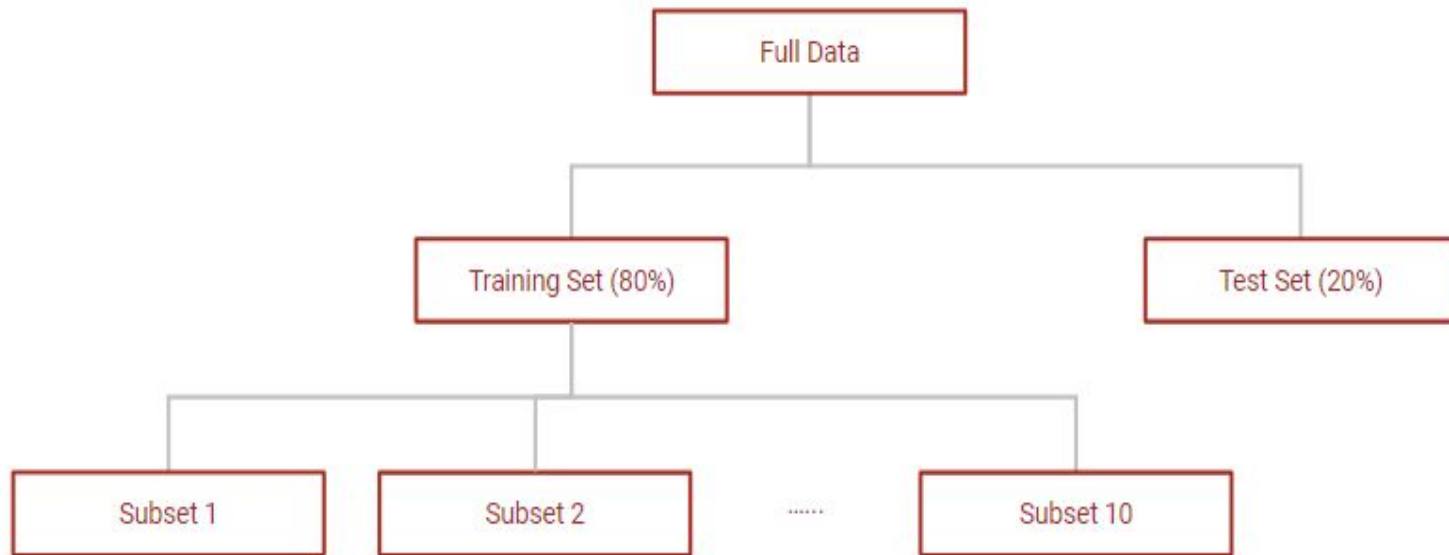 Full Data
Training Set (80%)
Test Set (20%)
Subset 1
Subset 2
......
Subset 10